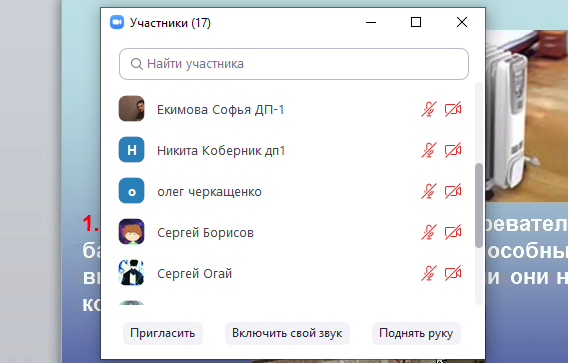 Участники (17)
Найти участника
Екимова Софья ДП-1
Н
Никита Коберник дп1
о
олег черкащенко
Сергей Борисов
Сергей Огай
Пригласить
Включить свой звук
Поднять руку
1.
ревател
ба
особны
вы
и они н
ко